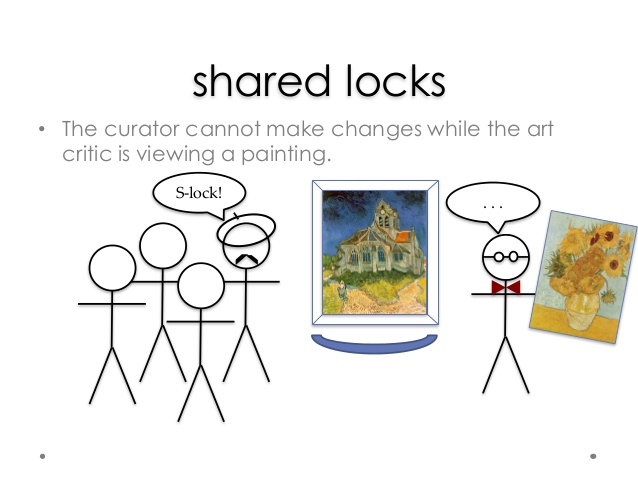 shared locks
• The curator cannot make changes while the art
critic is viewing a painting.
S-lock!
. . .